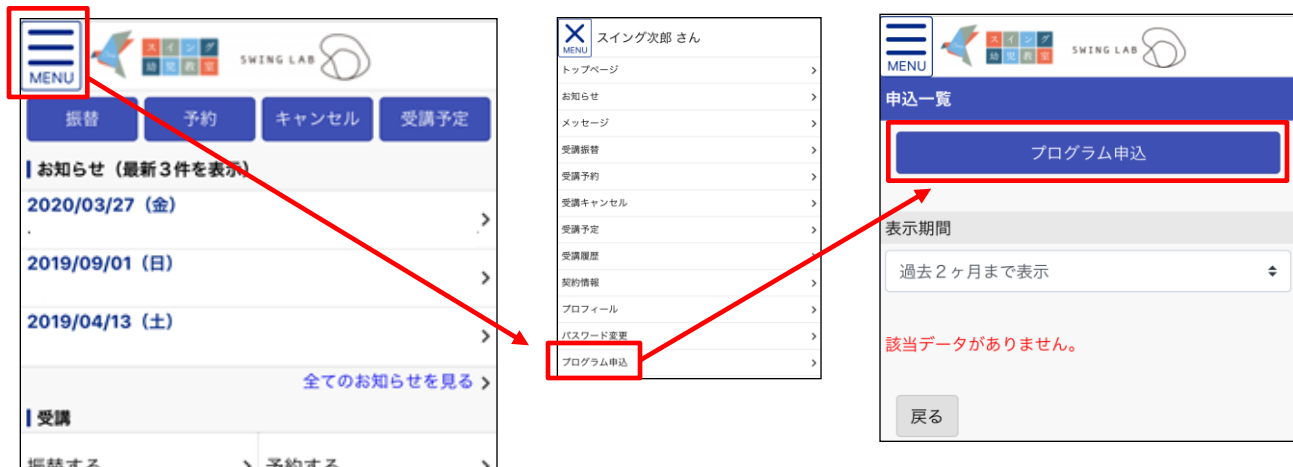 MENU
スイング
幼児教室
SWING LAB
振替
予約
キャンセル
受講予定
お知らせ（最新３件を表示）
2020/03/27（金）
.
2019/09/01（日）
2019/04/13（土）
全てのお知らせを見る
受講
振替する
予約する
MENU
スイング次郎 さん
トップページ
お知らせ
メッセージ
受講振替
受講予約
受講キャンセル
受講予定
受講履歴
契約情報
プロフィール
パスワード変更
プログラム申込
MENU
スイング
幼児教室
SWING LAB
申込一覧
プログラム申込
表示期間
過去２ヶ月まで表示
該当データがありません。
戻る